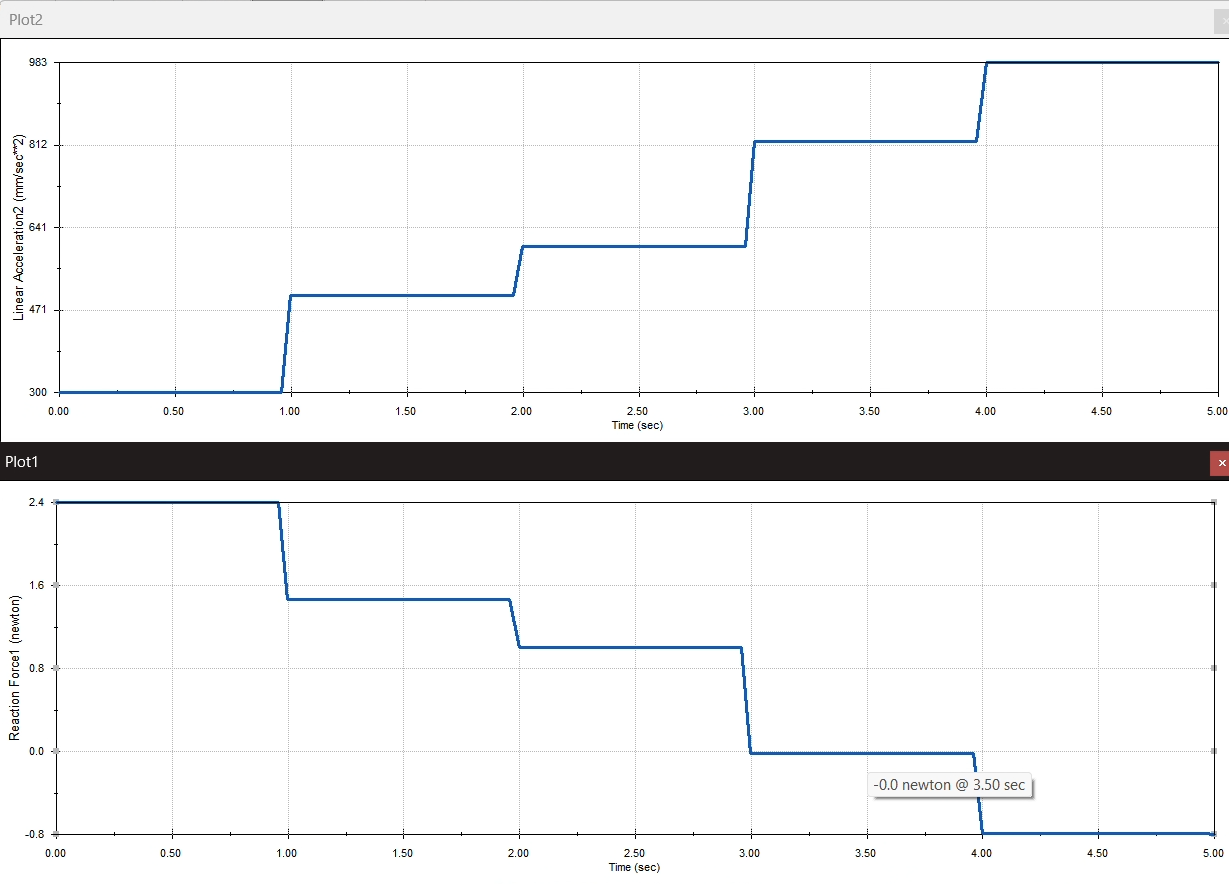 Plot2
983
812
641
471
300
Linear Acceleration2 (mm/sec**2)
0.00 0.50 1.00 1.50 2.00 2.50 3.00 3.50 4.00 4.50 5.00
Time (sec)
Plot1
2.4
1.6
0.8
0.0
-0.8
Reaction Force1 (newton)
-0.0 newton @ 3.50 sec
0.00 0.50 1.00 1.50 2.00 2.50 3.00 3.50 4.00 4.50 5.00
Time (sec)